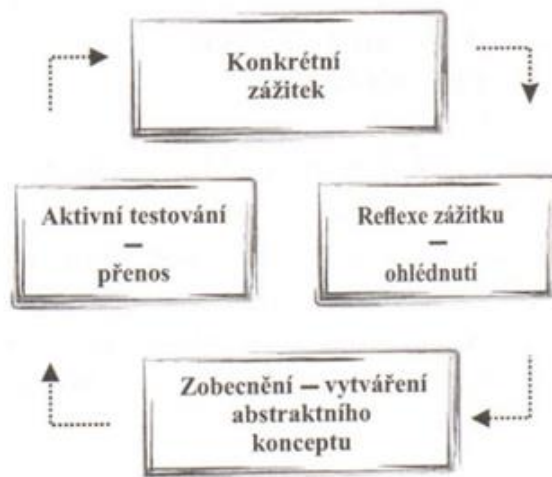 Konkrétní
zážitek
Aktivní testování
—
přenos
Reflexe zážitku
—
ohlédnutí
Zobecnění — vytváření
abstraktního
konceptu